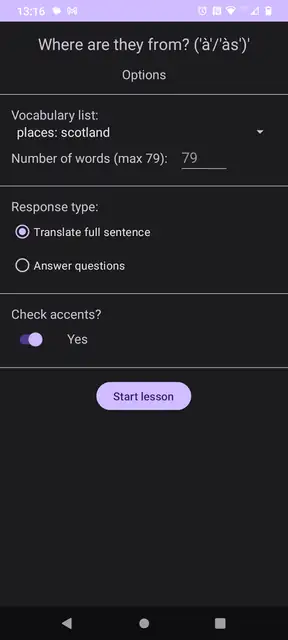 13:16
Where are they from? ('à'/'às')'
Options
Vocabulary list:
places: scotland
Number of words (max 79): 79
Response type:
Translate full sentence
Answer questions
Check accents?
Yes
Start lesson